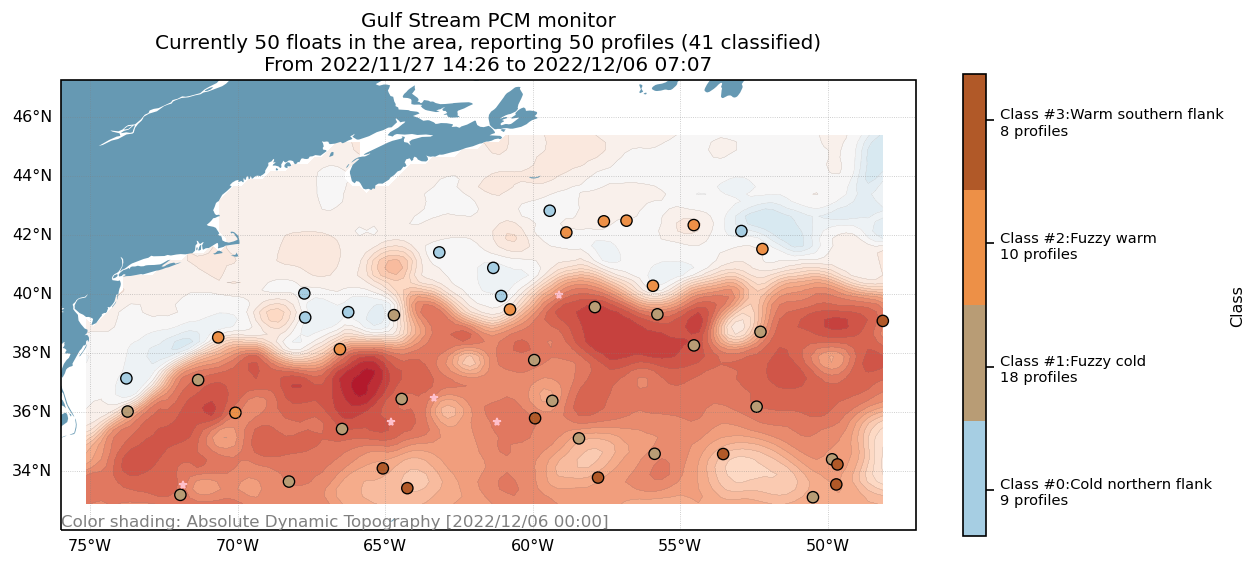 Gulf Stream PCM monitor
Currently 50 floats in the area, reporting 50 profiles (41 classified)
From 2022/11/27 14:26 to 2022/12/06 07:07
46°N
44°N
42°N
40°N
38°N
36°N
34°N
Color shading: Absolute Dynamic Topography [2022/12/06 00:00]
75°W
70°W
65°W
60°W
55°W
50°W
Class #3:Warm southern flank
8 profiles
Class #2:Fuzzy warm
10 profiles
Class #1:Fuzzy cold
18 profiles
Class #0:Cold northern flank
9 profiles
Class